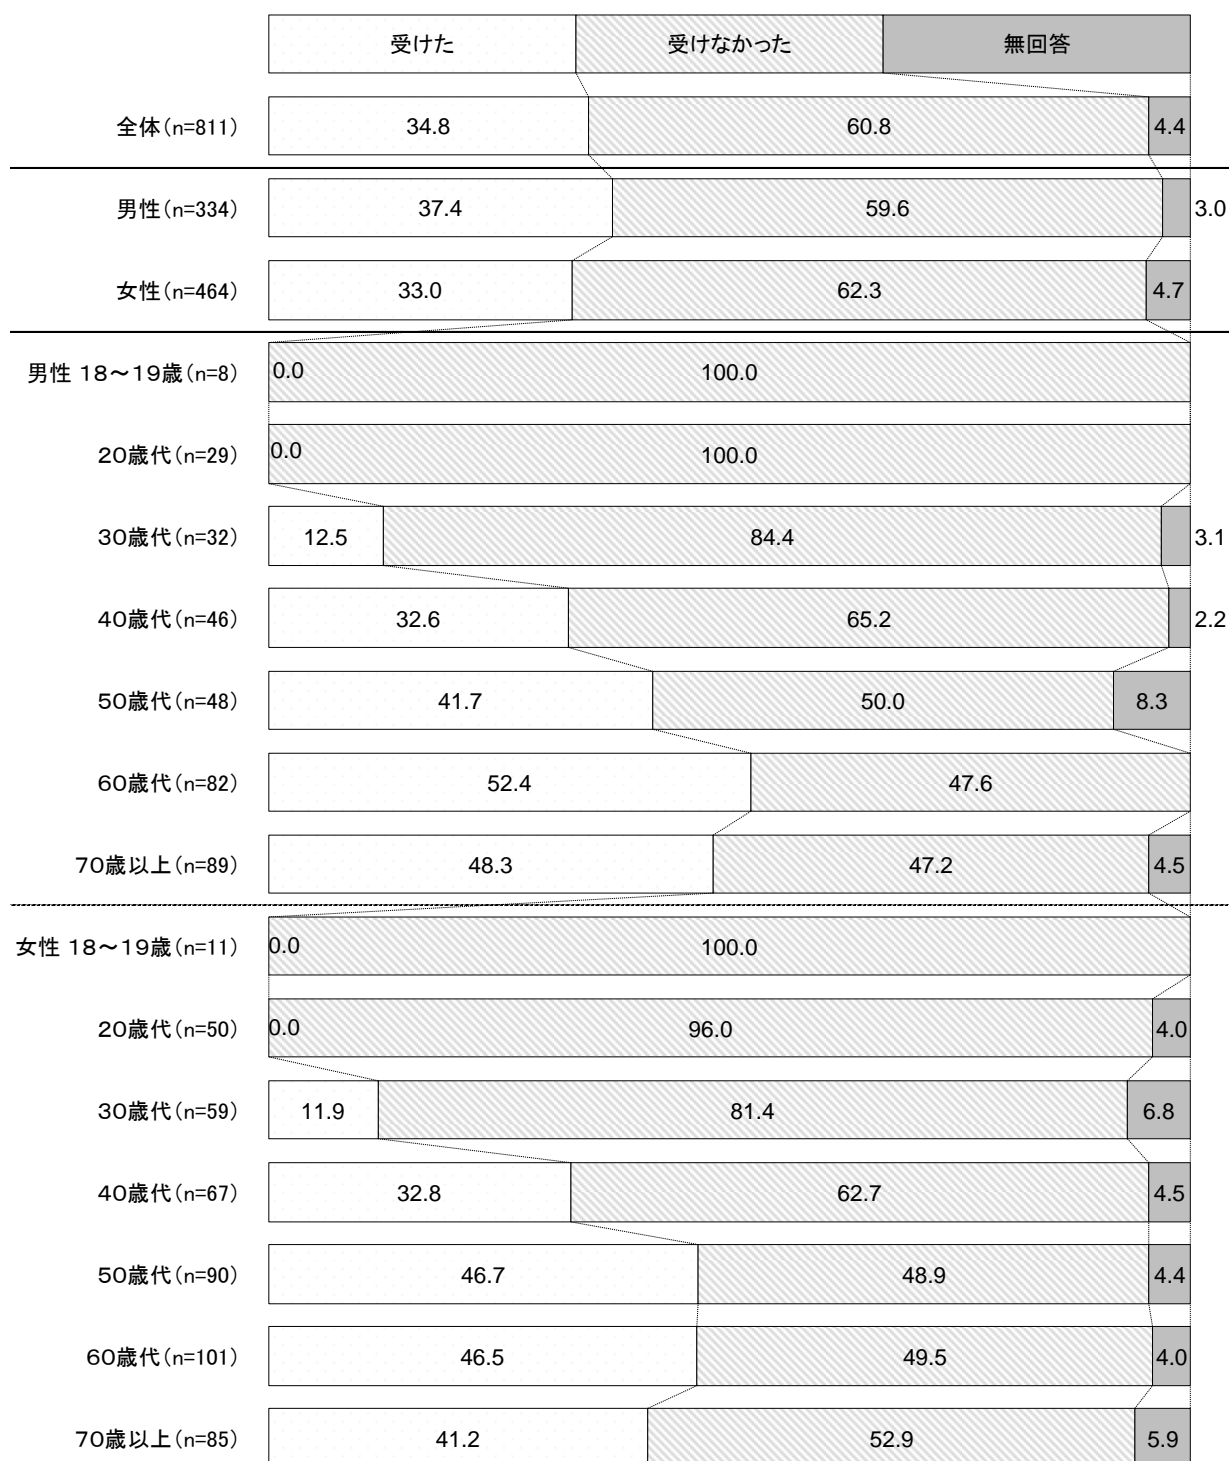 受けた 受けなかった 無回答
全体(n=811) 34.8 60.8 4.4
男性(n=334) 37.4 59.6 3.0
女性(n=464) 33.0 62.3 4.7
男性 18～19歳(n=8) 0.0 100.0
20歳代(n=29) 0.0 100.0
30歳代(n=32) 12.5 84.4 3.1
40歳代(n=46) 32.6 65.2 2.2
50歳代(n=48) 41.7 50.0 8.3
60歳代(n=82) 52.4 47.6
70歳以上(n=89) 48.3 47.2 4.5
女性 18～19歳(n=11) 0.0 100.0
20歳代(n=50) 0.0 96.0 4.0
30歳代(n=59) 11.9 81.4 6.8
40歳代(n=67) 32.8 62.7 4.5
50歳代(n=90) 46.7 48.9 4.4
60歳代(n=101) 46.5 49.5 4.0
70歳以上(n=85) 41.2 52.9 5.9